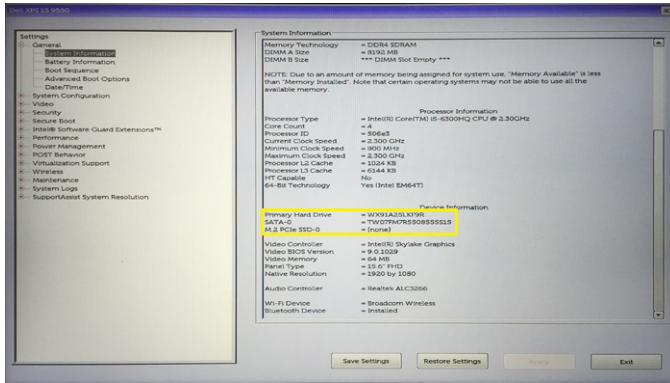 Dell XPS 15 9550
Settings
General
System Information
Battery Information
Boot Sequence
Advanced Boot Options
Date/Time
System Configuration
Video
Security
Secure Boot
Intel® Software Guard Extensions™
Performance
Power Management
POST Behavior
Virtualization Support
Wireless
Maintenance
System Logs
SupportAssist System Resolution
System Information
Memory Technology = DDR4 SDRAM
DIMM A Size = 8192 MB
DIMM B Size *** DIMM Slot Empty ***
NOTE: Due to an amount of memory being assigned for system use, "Memory Available" is less
than "Memory Installed". Note that certain operating systems may not be able to use all the
available memory.
Processor Information
Processor Type = Intel(R) Core(TM) i5-6300HQ CPU @ 2.30GHz
Core Count = 4
Processor ID = 506e3
Current Clock Speed = 2.300 GHz
Minimum Clock Speed = 800 MHz
Maximum Clock Speed = 2.300 GHz
Processor L2 Cache = 1024 KB
Processor L3 Cache = 6144 KB
HT Capable No
64-Bit Technology Yes (Intel EM64T)
Device Information
Primary Hard Drive
SATA-0
M.2 PCIe SSD-0 = (none)
Video Controller = Intel(R) Skylake Graphics
Video BIOS Version = 9.0.1029
Video Memory = 64 MB
Panel Type = 15.6" FHD
Native Resolution = 1920 by 1080
Audio Controller = Realtek ALC3266
Wi-Fi Device = Broadcom Wireless
Bluetooth Device = Installed
Save Settings
Restore Settings
Apply
Exit